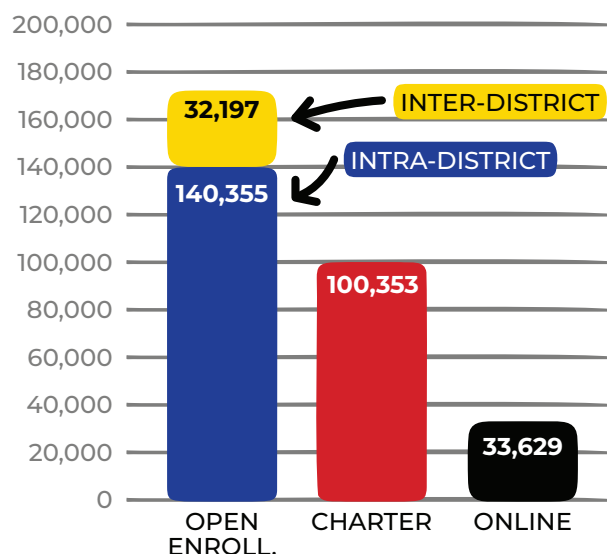 200,000
180,000
160,000
140,000
120,000
100,000
80,000
60,000
40,000
20,000
0
32,197
INTER-DISTRICT
INTRA-DISTRICT
140,355
100,353
33,629
OPEN
ENROLL.
CHARTER
ONLINE